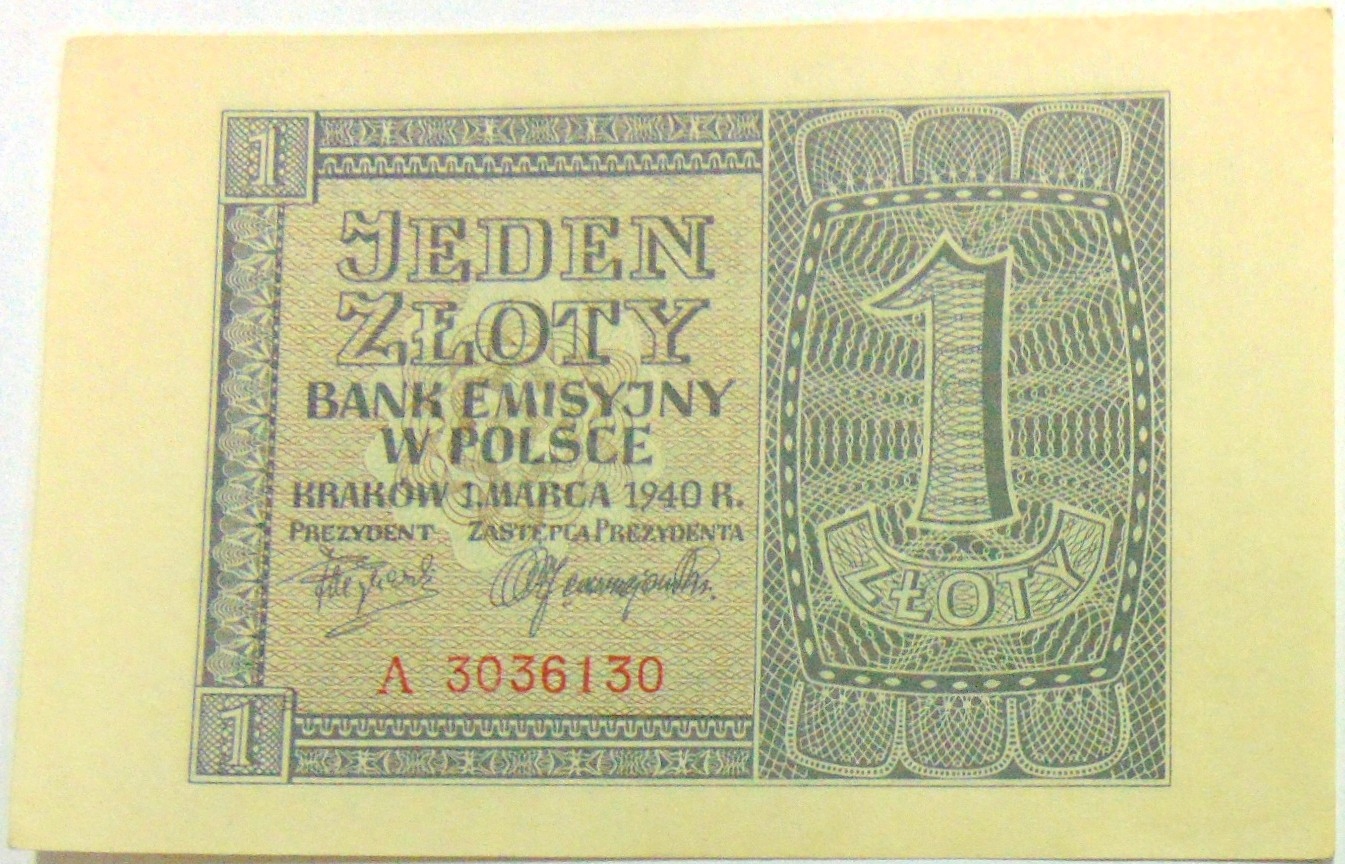 1
JEDEN
ZŁOTY
BANK EMISYJNY
W POLSCE
KRAKÓW 1. MARCA 1940 R.
PREZYDENT ZASTĘPCA PREZYDENTA
A 3036130
1
1
ZŁOTY